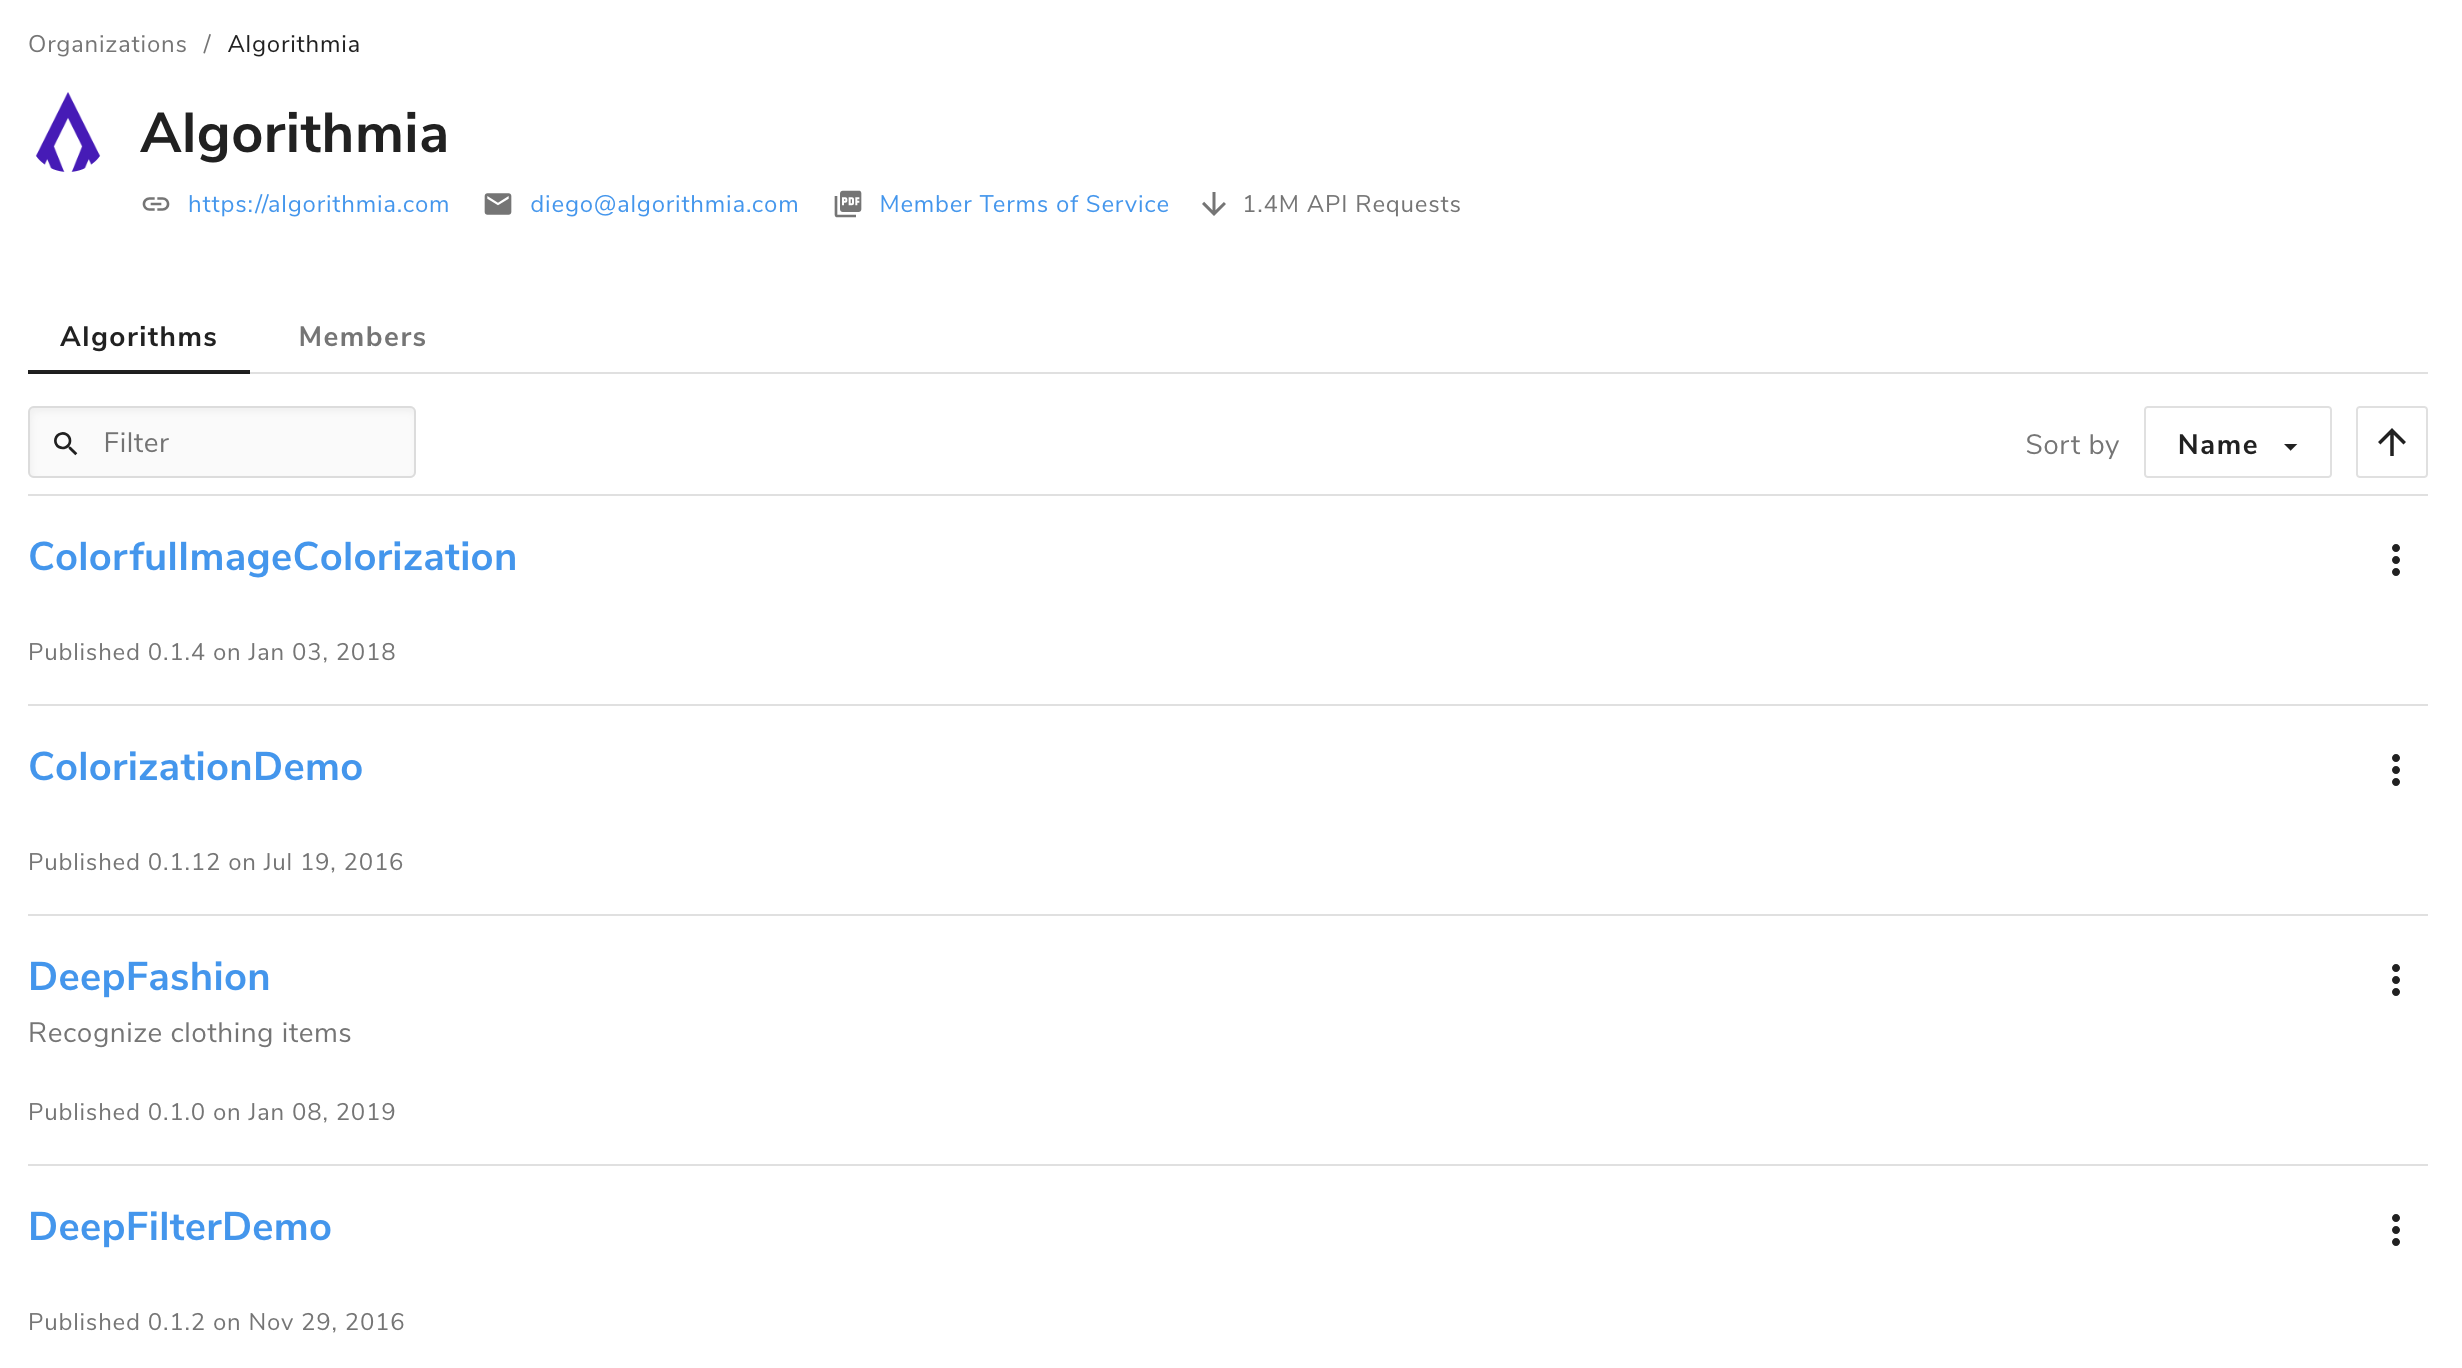 Organizations / Algorithmia
Algorithmia
https://algorithmia.com diego@algorithmia.com PDF Member Terms of Service 1.4M API Requests
Algorithms Members
Filter Sort by Name
ColorfulImageColorization
Published 0.1.4 on Jan 03, 2018
ColorizationDemo
Published 0.1.12 on Jul 19, 2016
DeepFashion
Recognize clothing items
Published 0.1.0 on Jan 08, 2019
DeepFilterDemo
Published 0.1.2 on Nov 29, 2016